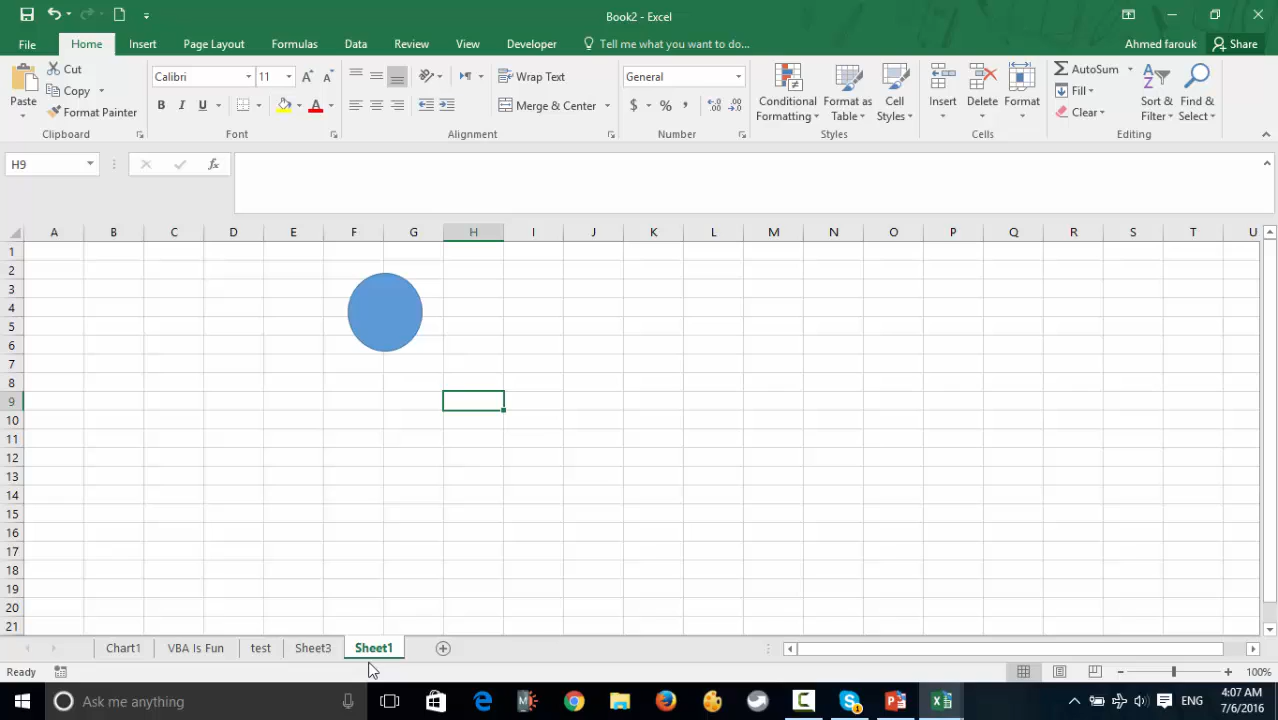 Book2 - Excel
File Home Insert Page Layout Formulas Data Review View Developer Tell me what you want to do... Ahmed farouk Share
Paste
Cut
Copy
Format Painter
Clipboard
Calibri 11
B I U
Font
Wrap Text
Merge & Center
Alignment
General
$ % ,
Number
Conditional Formatting
Format as Table
Cell Styles
Styles
Insert Delete Format
Cells
AutoSum
Fill
Clear
Sort & Filter
Find & Select
Editing
H9 fx
A B C D E F G H I J K L M N O P Q R S T U
1
2
3
4
5
6
7
8
9
10
11
12
13
14
15
16
17
18
19
20
21
Chart1 VBA Is Fun test Sheet3 Sheet1
Ready 100%
Ask me anything ENG 4:07 AM
7/6/2016